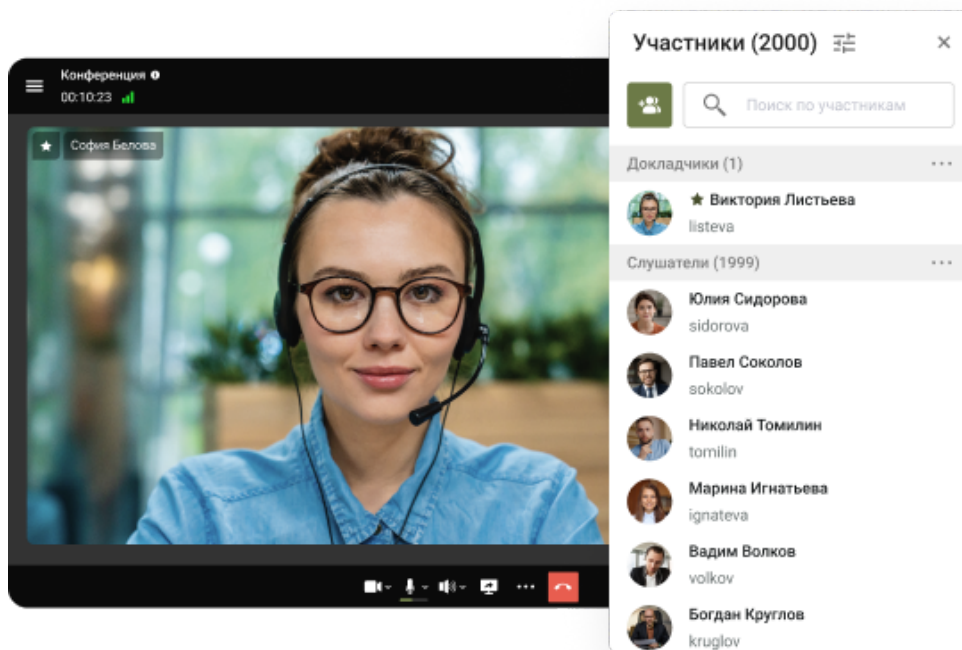 Конференция
00:10:23
София Белова
Участники (2000)
Поиск по участникам
Докладчики (1)
Виктория Листьева
listeva
Слушатели (1999)
Юлия Сидорова
sidorova
Павел Соколов
sokolov
Николай Томилин
tomilin
Марина Игнатьева
ignateva
Вадим Волков
volkov
Богдан Круглов
kruglov